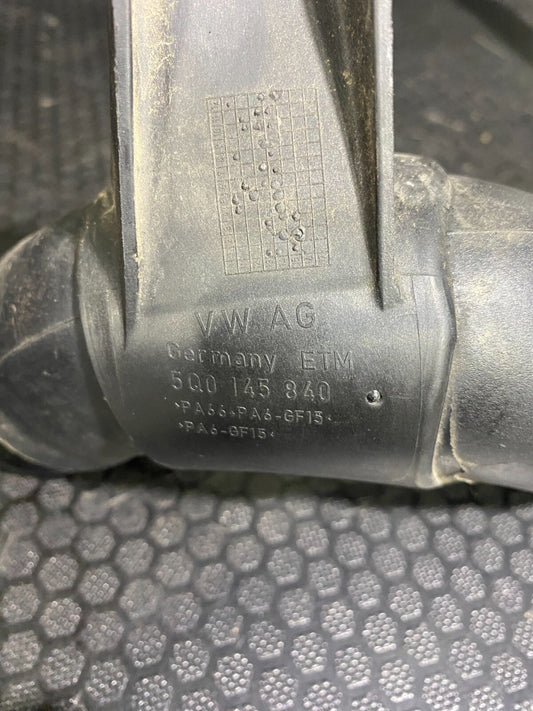 VW AG
Germany ETM
5Q0 145 840
>PA66+PA6-GF15<
>PA6-GF15<